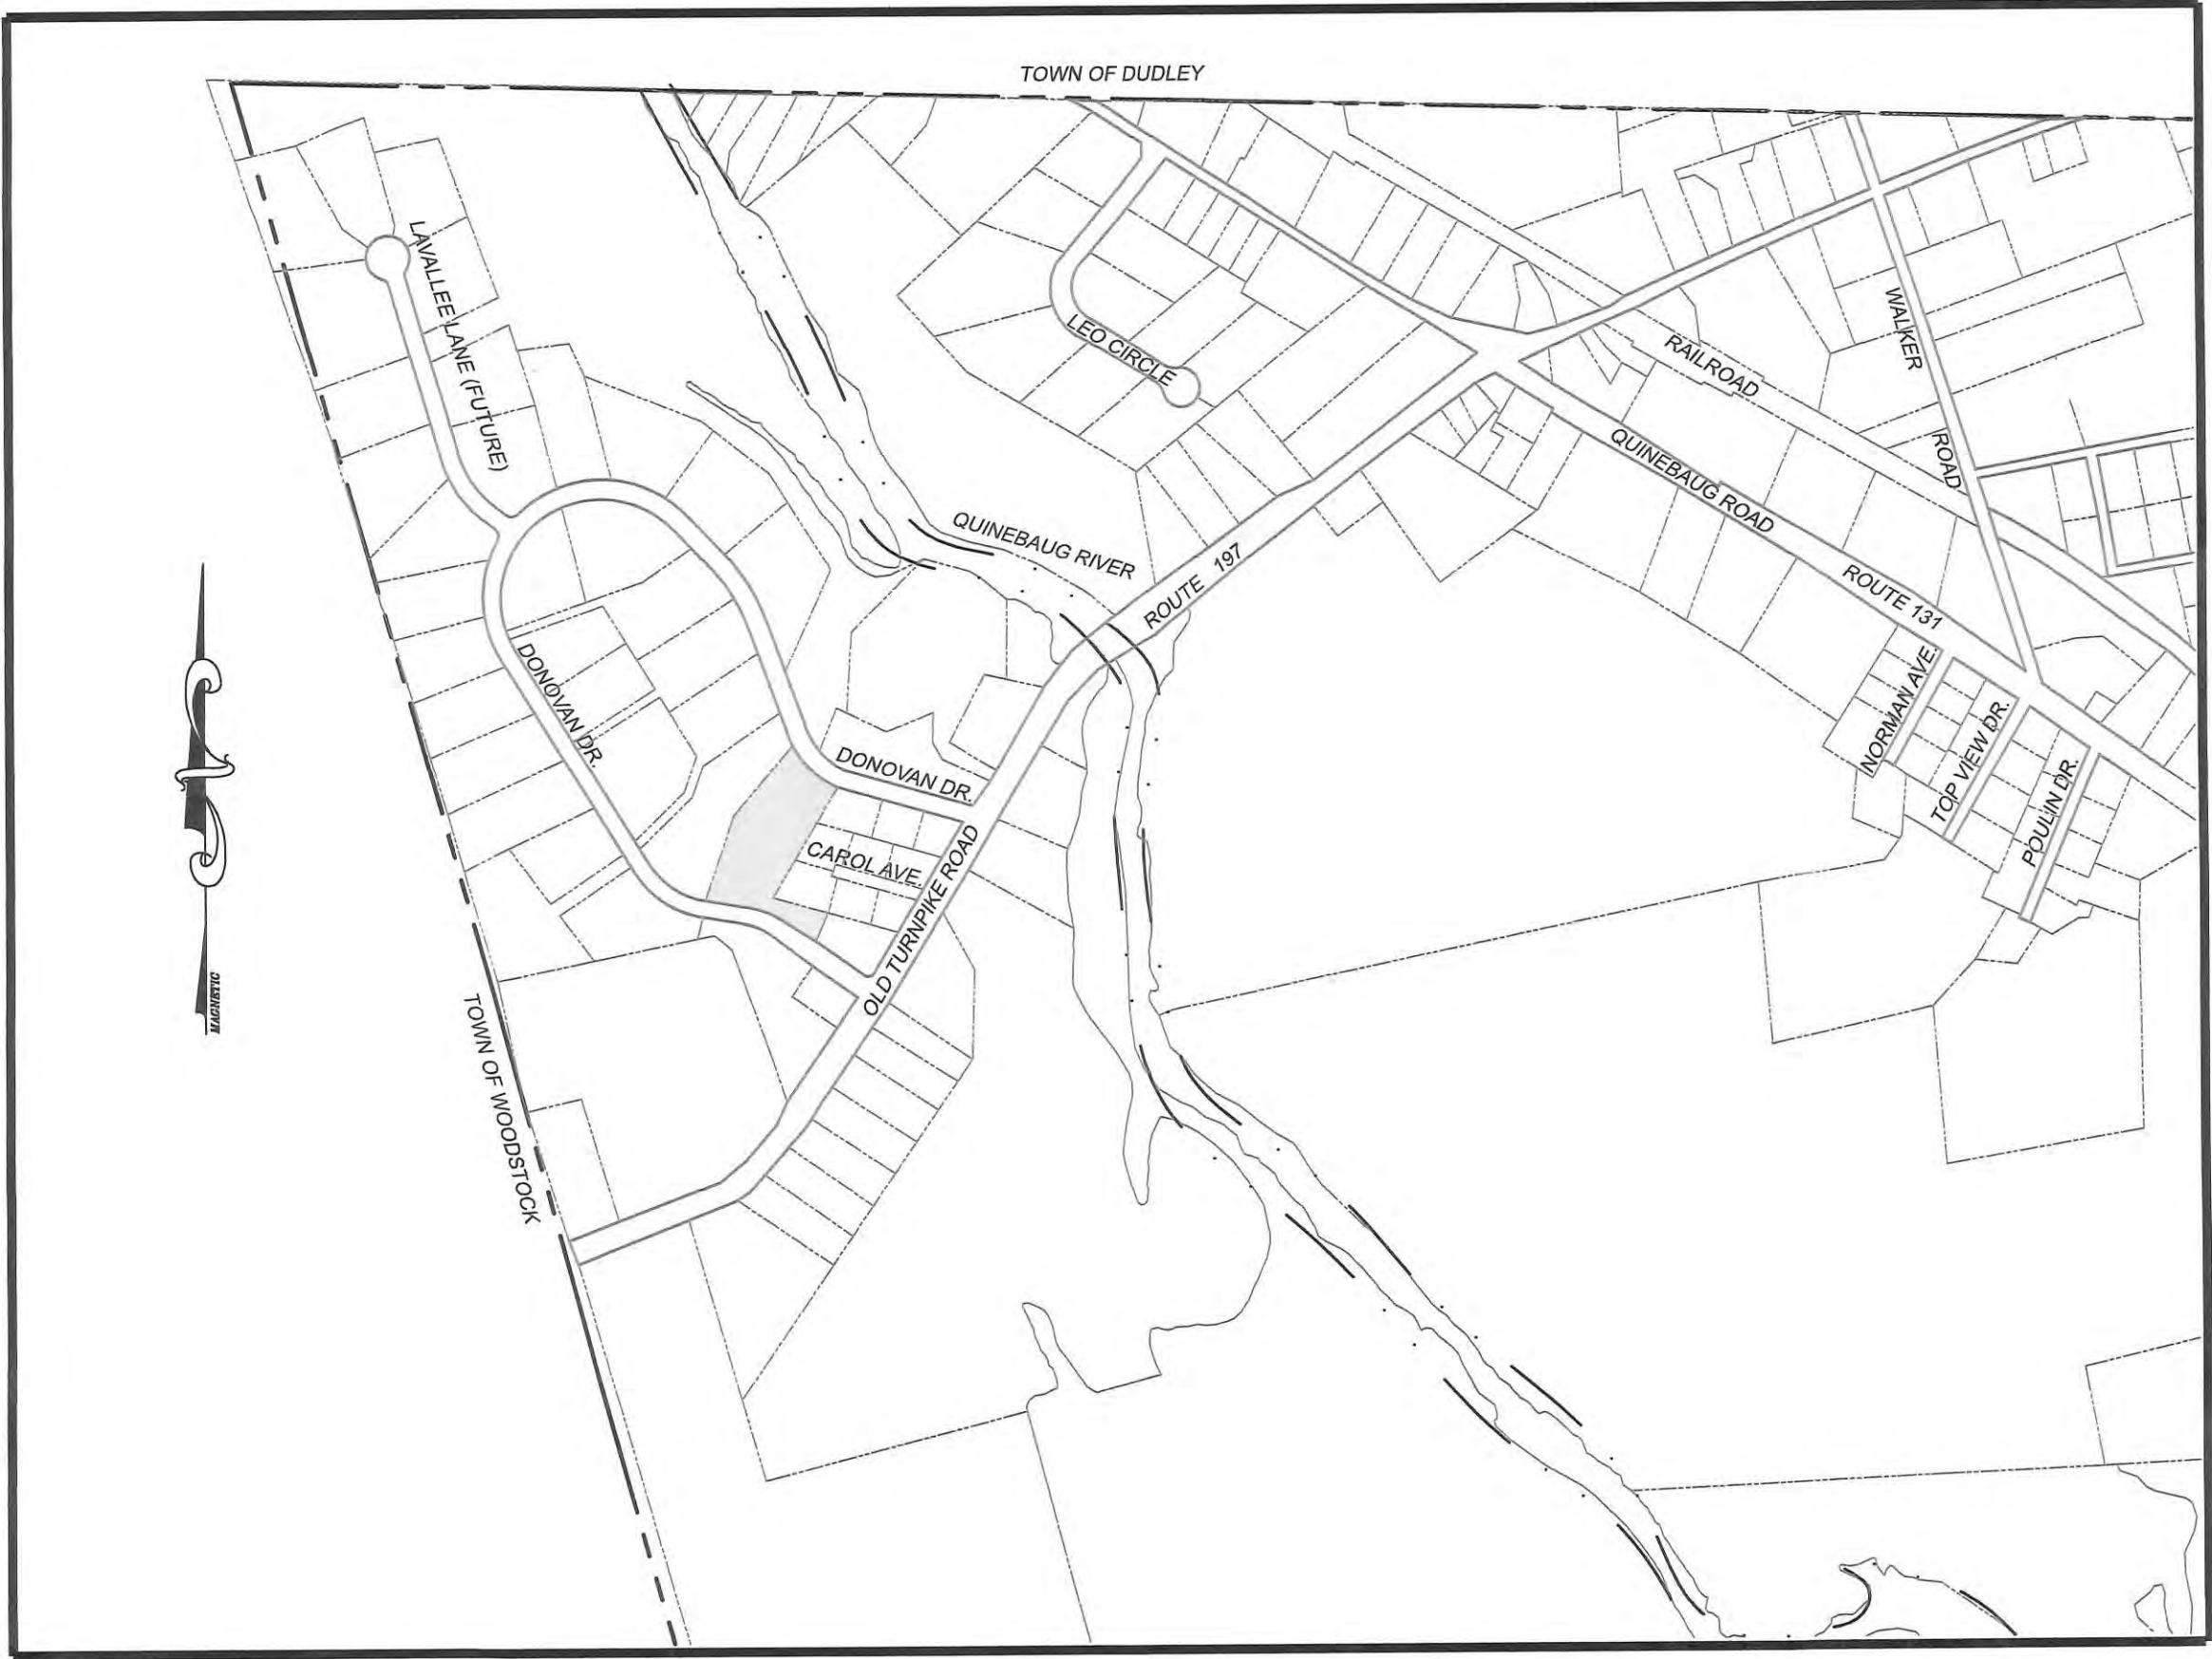 TOWN OF DUDLEY
LAVALLEE LANE (FUTURE)
LEO CIRCLE
RAILROAD
WALKER
ROAD
QUINEBAUG ROAD
QUINEBAUG RIVER
ROUTE 197
ROUTE 131
NORMAN AVE.
TOP VIEW DR.
POULIN DR.
DONOVAN DR.
DONOVAN DR.
CAROL AVE.
OLD TURNPIKE ROAD
MAGNETIC
TOWN OF WOODSTOCK